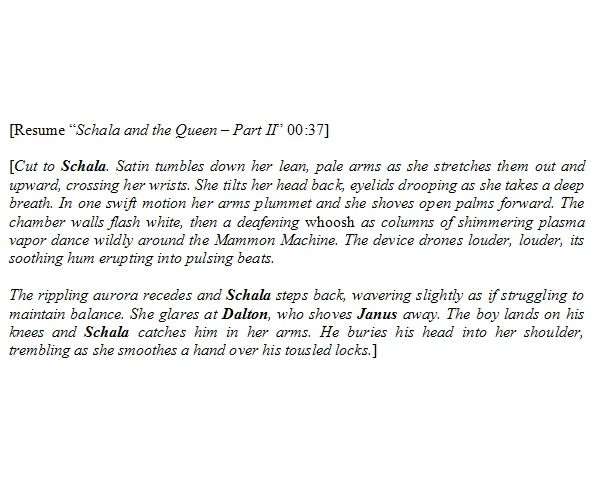 [Resume “Schala and the Queen – Part II” 00:37]
[Cut to Schala. Satin tumbles down her lean, pale arms as she stretches them out and
upward, crossing her wrists. She tilts her head back, eyelids drooping as she takes a deep
breath. In one swift motion her arms plummet and she shoves open palms forward. The
chamber walls flash white, then a deafening whoosh as columns of shimmering plasma
vapor dance wildly around the Mammon Machine. The device drones louder, louder, its
soothing hum erupting into pulsing beats.
The rippling aurora recedes and Schala steps back, wavering slightly as if struggling to
maintain balance. She glares at Dalton, who shoves Janus away. The boy lands on his
knees and Schala catches him in her arms. He buries his head into her shoulder,
trembling as she smoothes a hand over his tousled locks.]